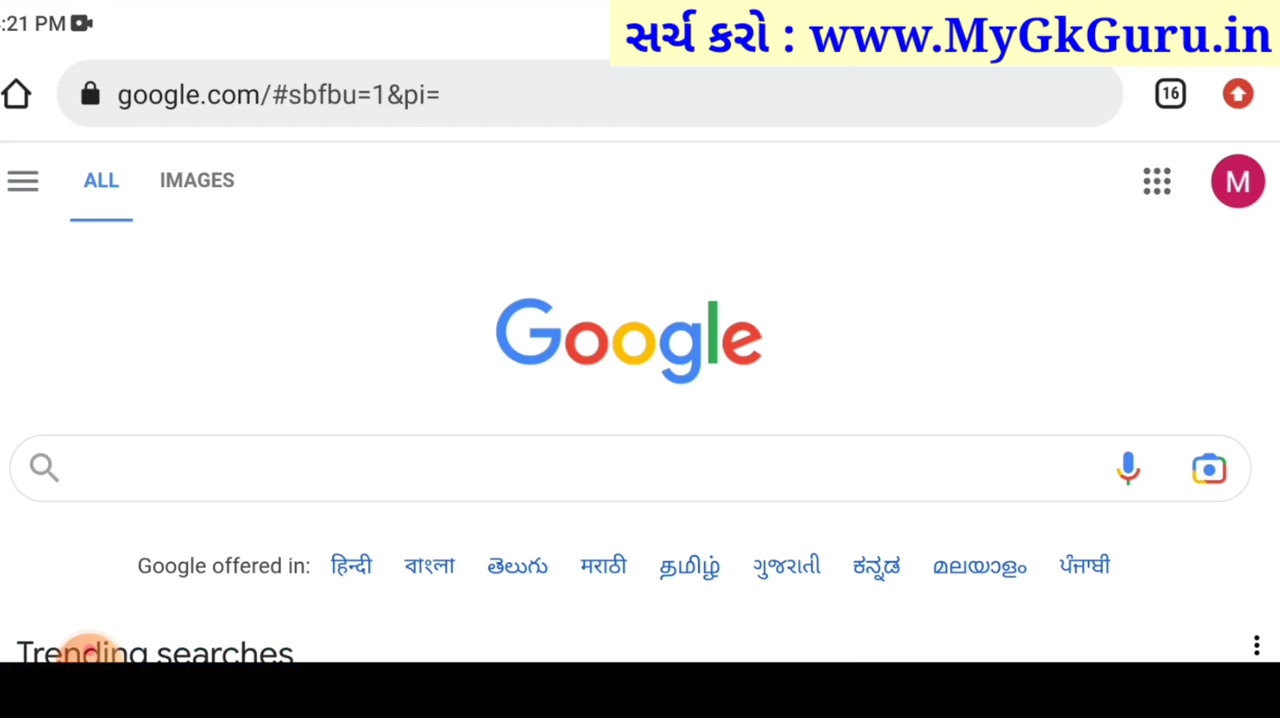 :21 PM
સર્ચ કરો : www.MyGkGuru.in
google.com/#sbfbu=1&pi=
16
ALL IMAGES
M
Google
Google offered in: हिन्दी বাংলা తెలుగు मराठी தமிழ் ગુજરાતી ಕನ್ನಡ മലയാളം ਪੰਜਾਬੀ
Trending searches